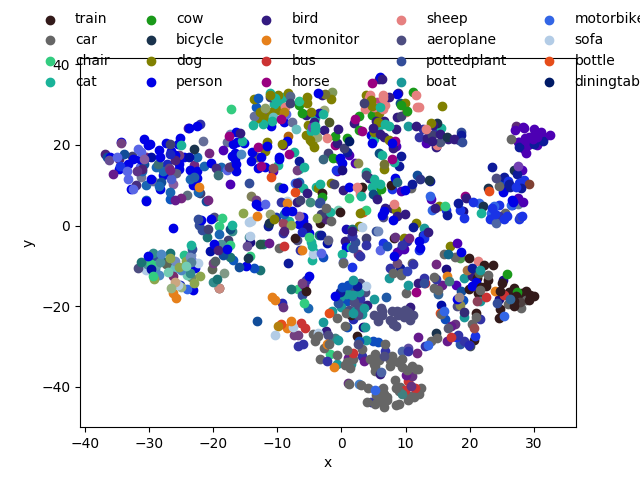 train cow bird sheep motorbike
car bicycle tvmonitor aeroplane sofa
chair dog bus pottedplant bottle
cat person horse boat diningtab
40
20
0
−20
−40
y
−40 −30 −20 −10 0 10 20 30
x